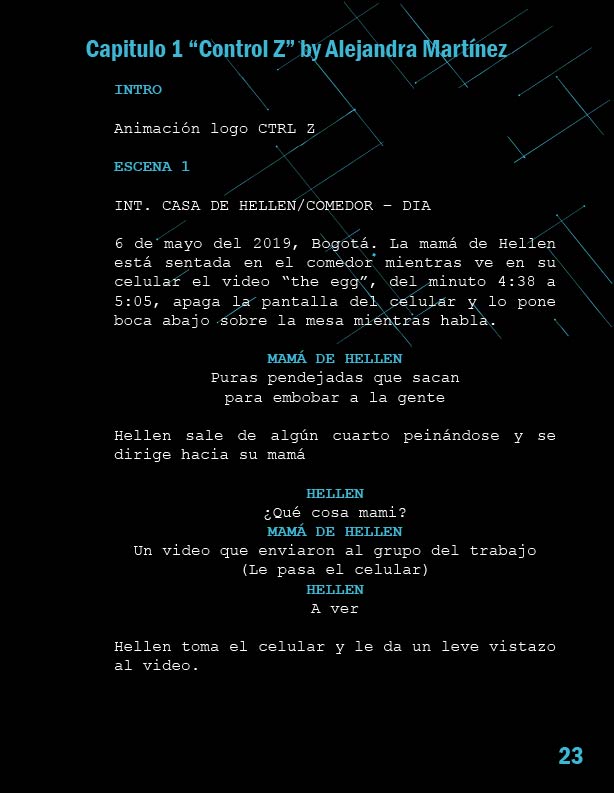 Capitulo 1 “Control Z” by Alejandra Martínez
INTRO
Animación logo CTRL Z
ESCENA 1
INT. CASA DE HELLEN/COMEDOR – DIA
6 de mayo del 2019, Bogotá. La mamá de Hellen
está sentada en el comedor mientras ve en su
celular el video “the egg”, del minuto 4:38 a
5:05, apaga la pantalla del celular y lo pone
boca abajo sobre la mesa mientras habla.
MAMÁ DE HELLEN
Puras pendejadas que sacan
para embobar a la gente
Hellen sale de algún cuarto peinándose y se
dirige hacia su mamá
HELLEN
¿Qué cosa mami?
MAMÁ DE HELLEN
Un video que enviaron al grupo del trabajo
(Le pasa el celular)
HELLEN
A ver
Hellen toma el celular y le da un leve vistazo
al video.
23